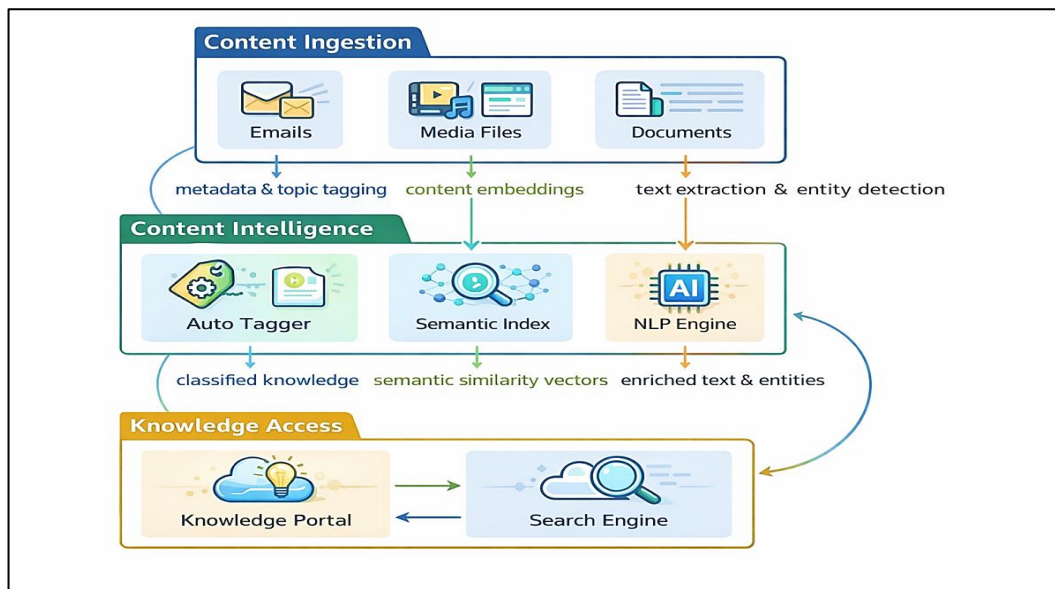 Content Ingestion
Emails
Media Files
Documents
metadata & topic tagging
content embeddings
text extraction & entity detection
Content Intelligence
Auto Tagger
Semantic Index
AI
NLP Engine
classified knowledge
semantic similarity vectors
enriched text & entities
Knowledge Access
Knowledge Portal
Search Engine